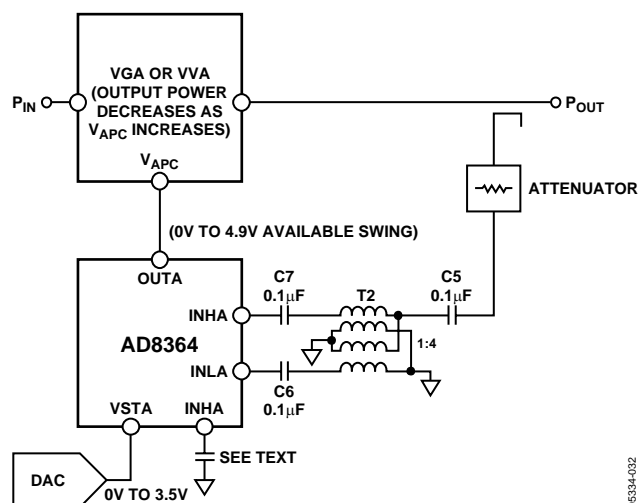 VGA OR VVA
(OUTPUT POWER
DECREASES AS
VAPC INCREASES)
PIN
POUT
VAPC
ATTENUATOR
(0V TO 4.9V AVAILABLE SWING)
OUTA
C7
0.1μF
T2
C5
0.1μF
INHA
AD8364
1:4
INLA
C6
0.1μF
VSTA
INHA
SEE TEXT
DAC
0V TO 3.5V
05334-032